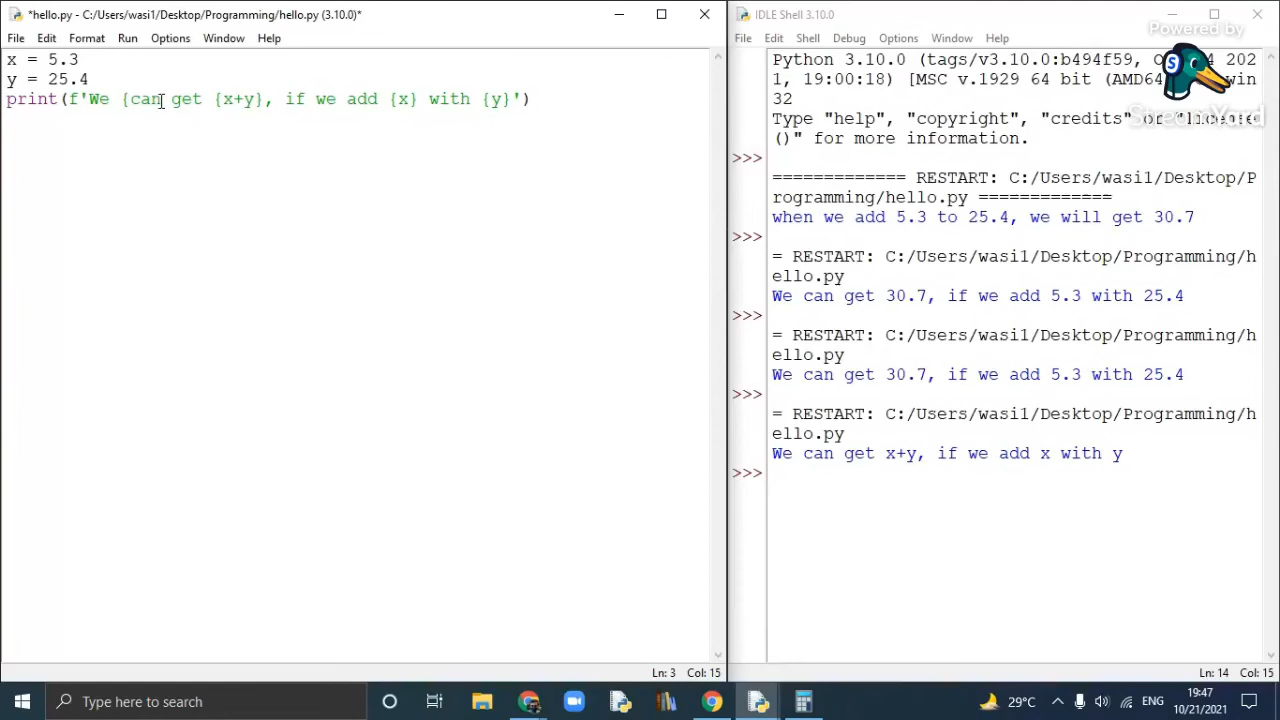 *hello.py - C:/Users/wasi1/Desktop/Programming/hello.py (3.10.0)*
File Edit Format Run Options Window Help
x = 5.3
y = 25.4
print(f'We {can get {x+y}, if we add {x} with {y}')
Ln: 3 Col: 15
IDLE Shell 3.10.0
File Edit Shell Debug Options Window Help
Powered by
StreamYard
Python 3.10.0 (tags/v3.10.0:b494f59, O 4 202
1, 19:00:18) [MSC v.1929 64 bit (AMD64 win
32
Type "help", "copyright", "credits" or "license
()" for more information.
>>>
============= RESTART: C:/Users/wasi1/Desktop/P
rogramming/hello.py =============
when we add 5.3 to 25.4, we will get 30.7
>>>
= RESTART: C:/Users/wasi1/Desktop/Programming/h
ello.py
We can get 30.7, if we add 5.3 with 25.4
>>>
= RESTART: C:/Users/wasi1/Desktop/Programming/h
ello.py
We can get 30.7, if we add 5.3 with 25.4
>>>
= RESTART: C:/Users/wasi1/Desktop/Programming/h
ello.py
We can get x+y, if we add x with y
>>>
Ln: 14 Col: 15
Type here to search
29°C
ENG
19:47
10/21/2021